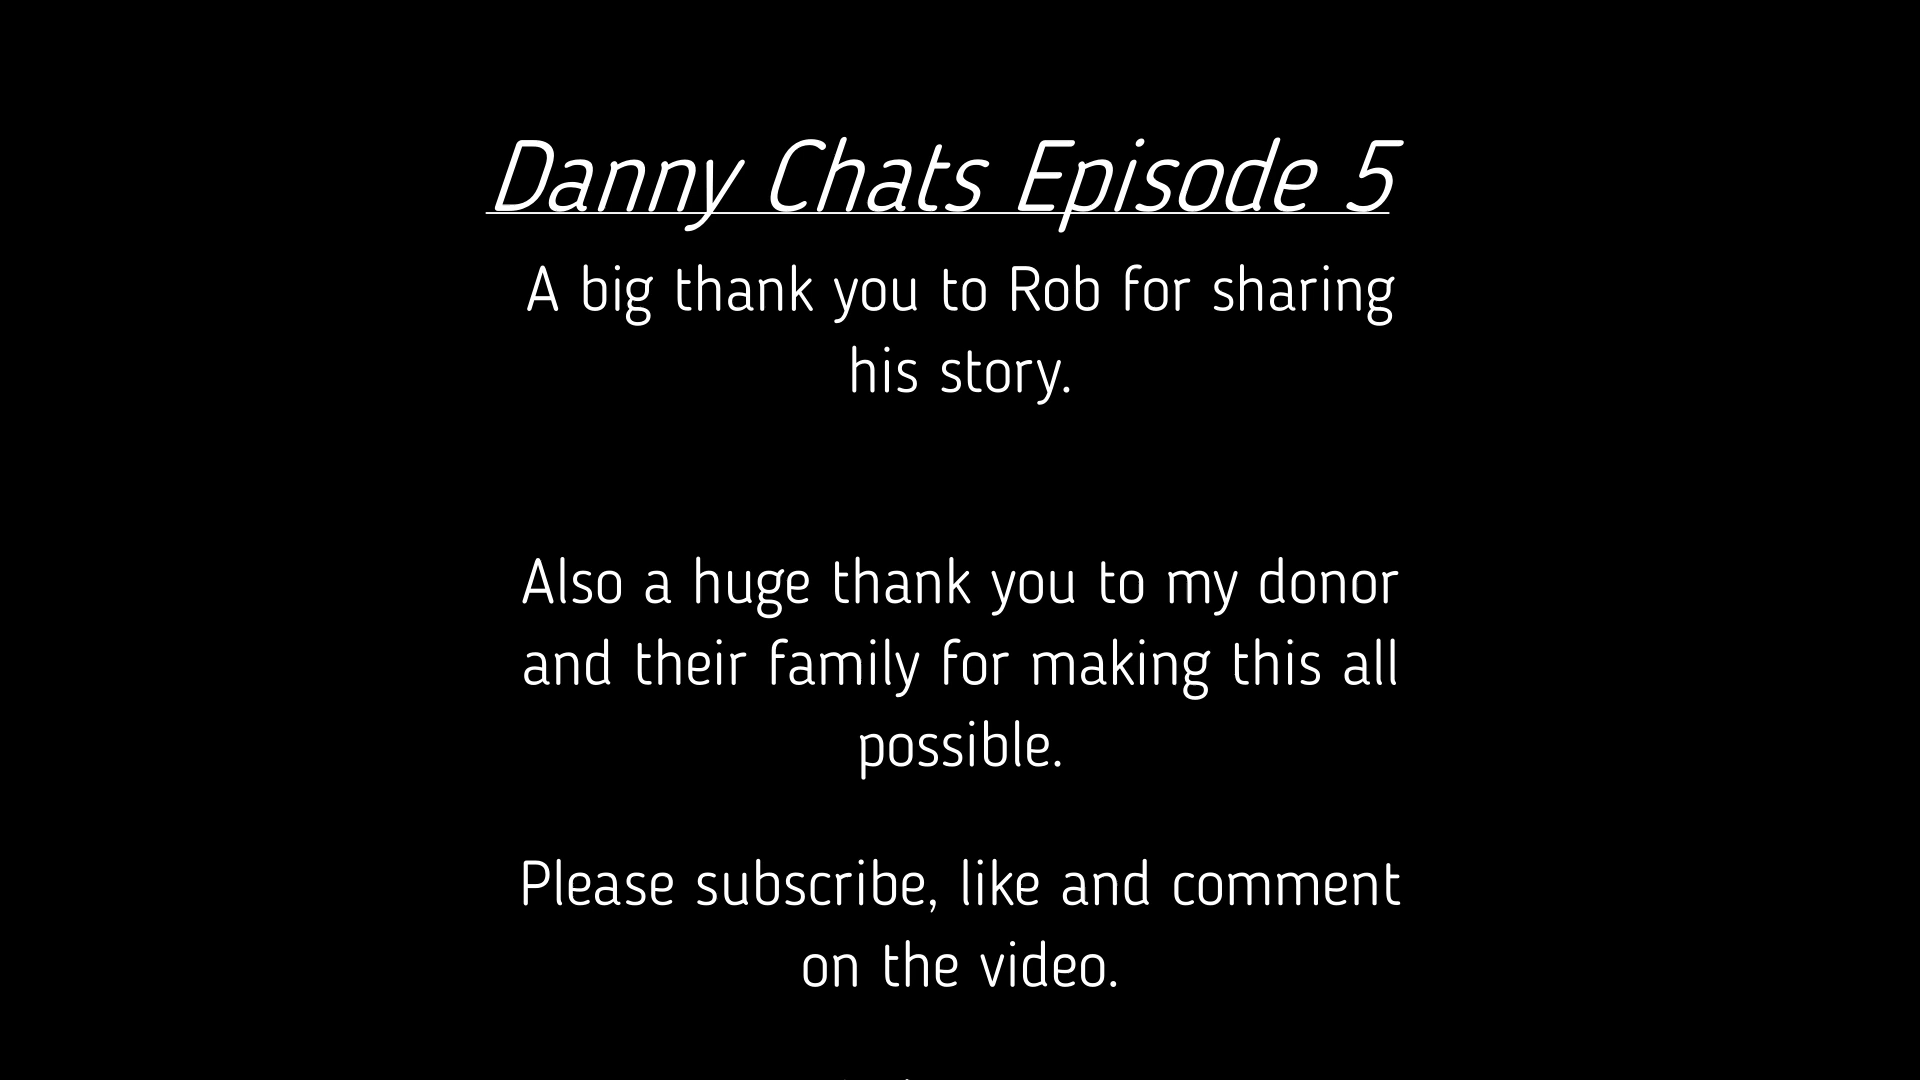 Danny Chats Episode 5
A big thank you to Rob for sharing
his story.
Also a huge thank you to my donor
and their family for making this all
possible.
Please subscribe, like and comment
on the video.